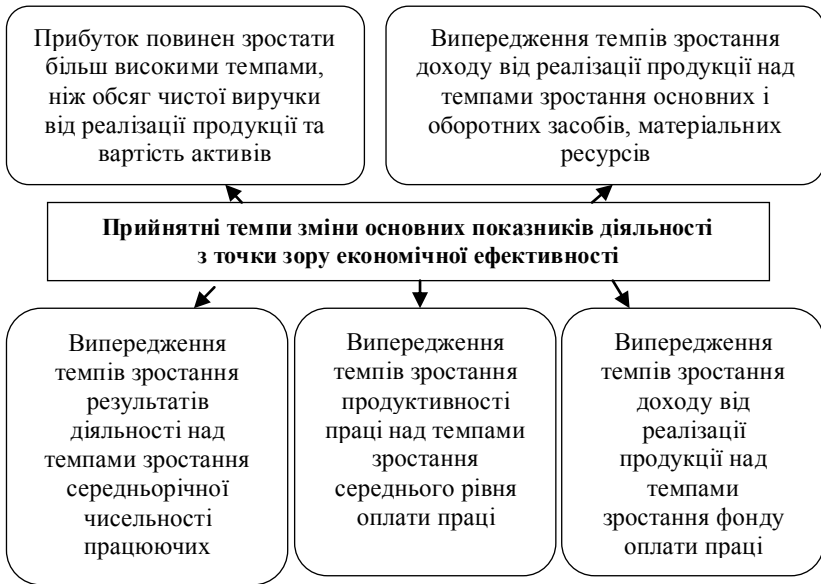 Прибуток повинен зростати
більш високими темпами,
ніж обсяг чистої виручки
від реалізації продукції та
вартість активів
Випередження темпів зростання
доходу від реалізації продукції над
темпами зростання основних і
оборотних засобів, матеріальних
ресурсів
Прийнятні темпи зміни основних показників діяльності
з точки зору економічної ефективності
Випередження
темпів зростання
результатів
діяльності над
темпами зростання
середньорічної
чисельності
працюючих
Випередження
темпів зростання
продуктивності
праці над темпами
зростання
середнього рівня
оплати праці
Випередження
темпів зростання
доходу від
реалізації
продукції над
темпами
зростання фонду
оплати праці